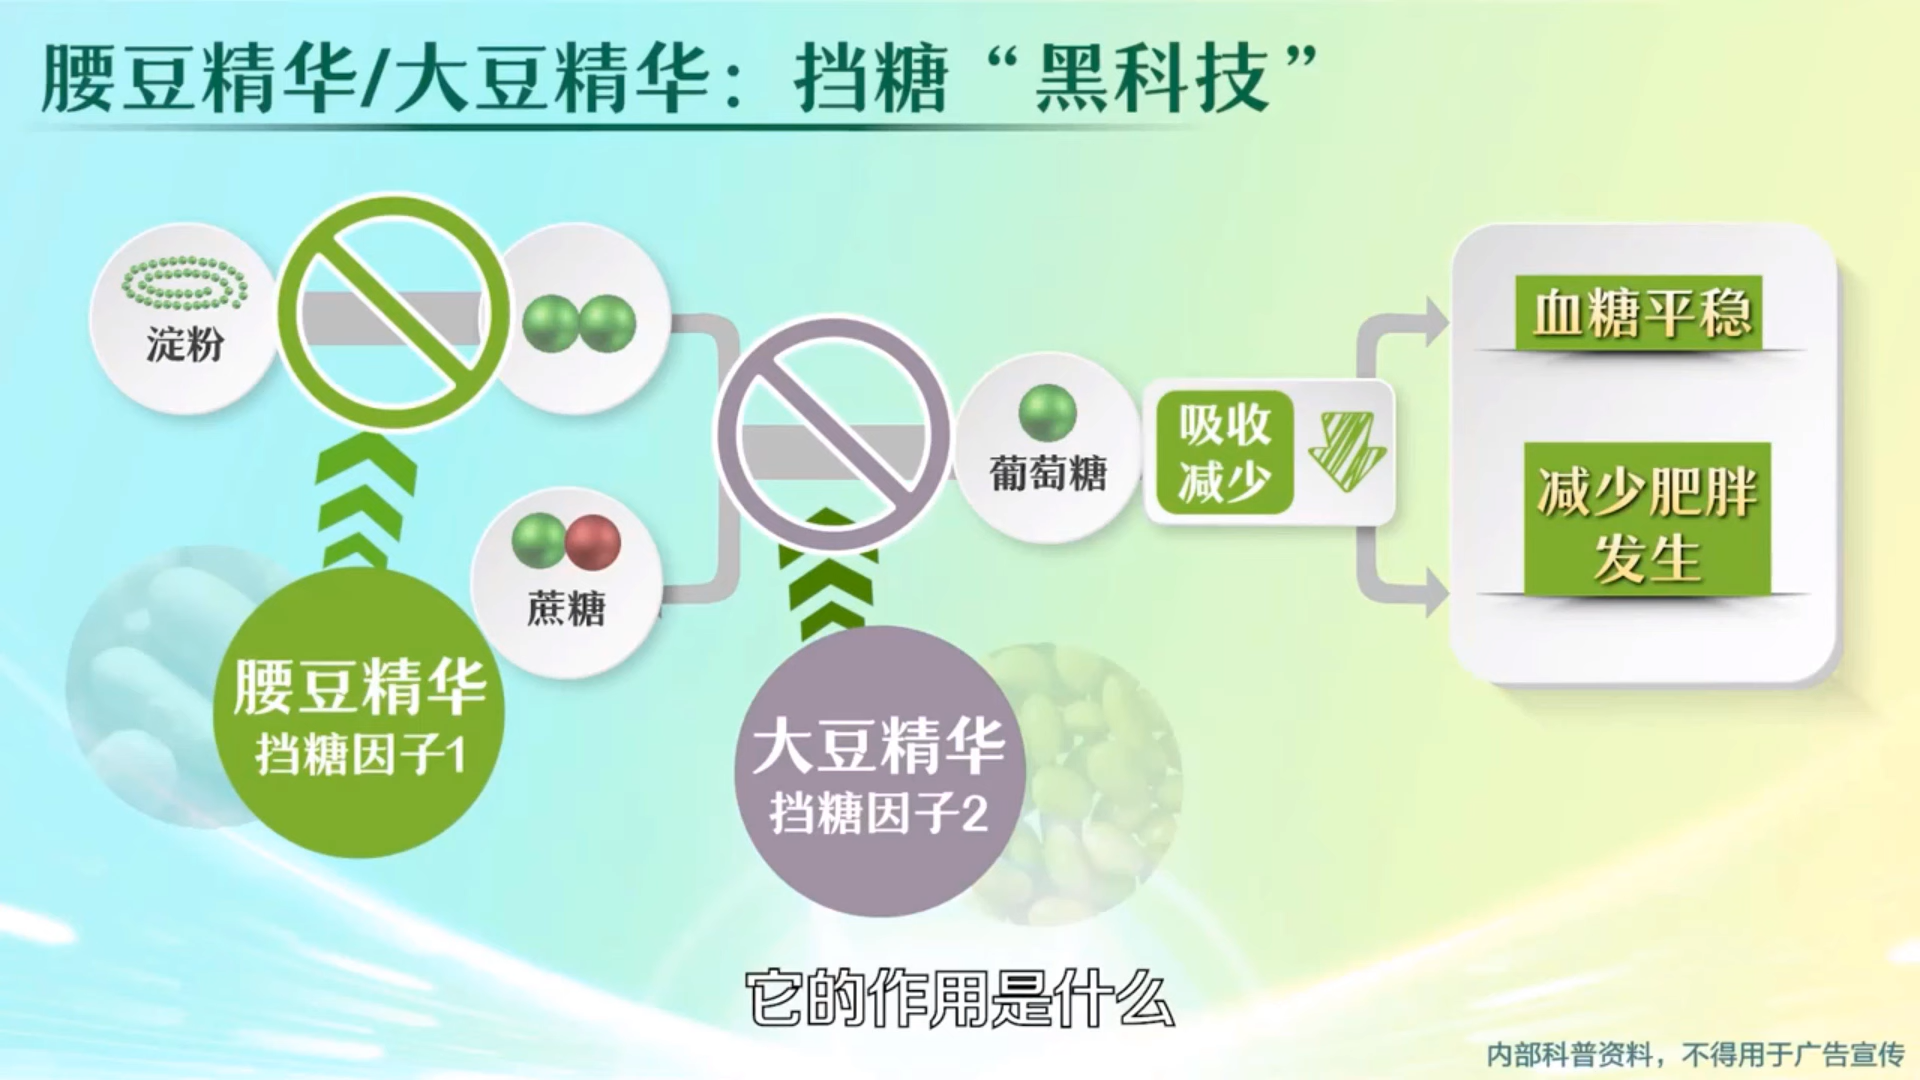 腰豆精华/大豆精华：挡糖“黑科技”
淀粉
蔗糖
腰豆精华
挡糖因子1
大豆精华
挡糖因子2
葡萄糖
吸收
减少
血糖平稳
减少肥胖
发生
它的作用是什么
内部科普资料，不得用于广告宣传